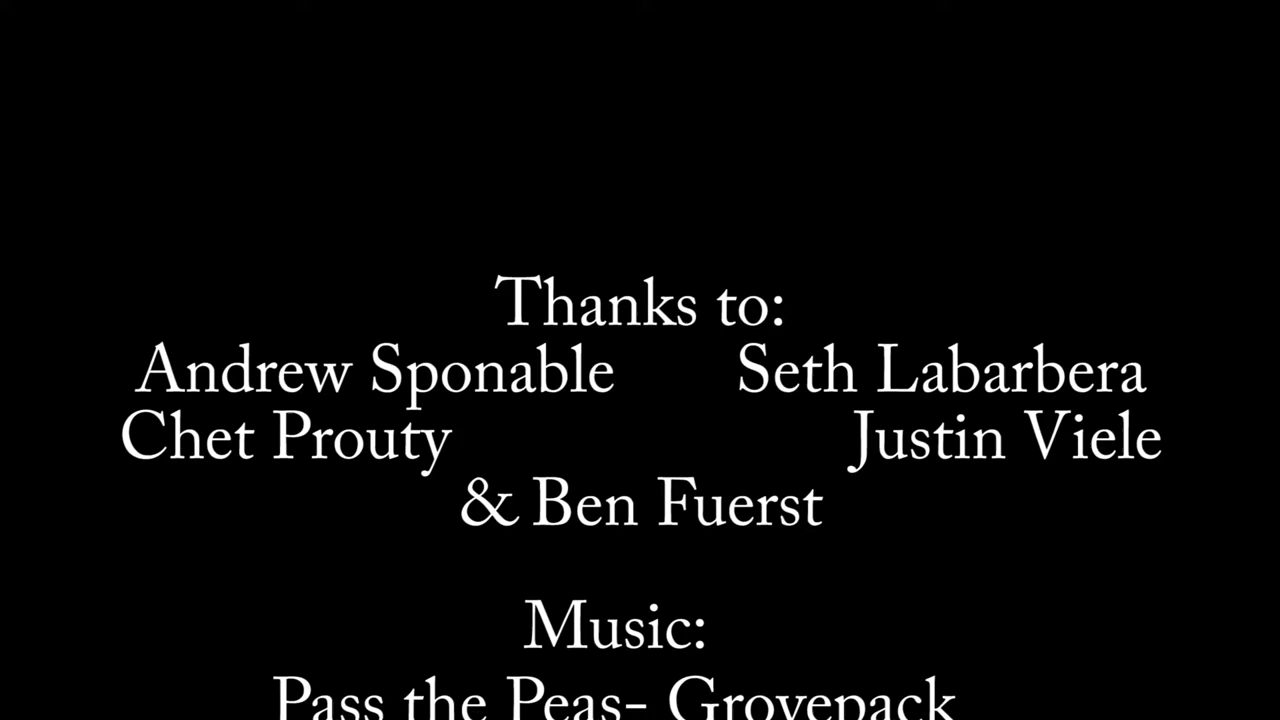 Thanks to:
Andrew Sponable Seth Labarbera
Chet Prouty Justin Viele
& Ben Fuerst
Music:
Pass the Peas- Grovepack